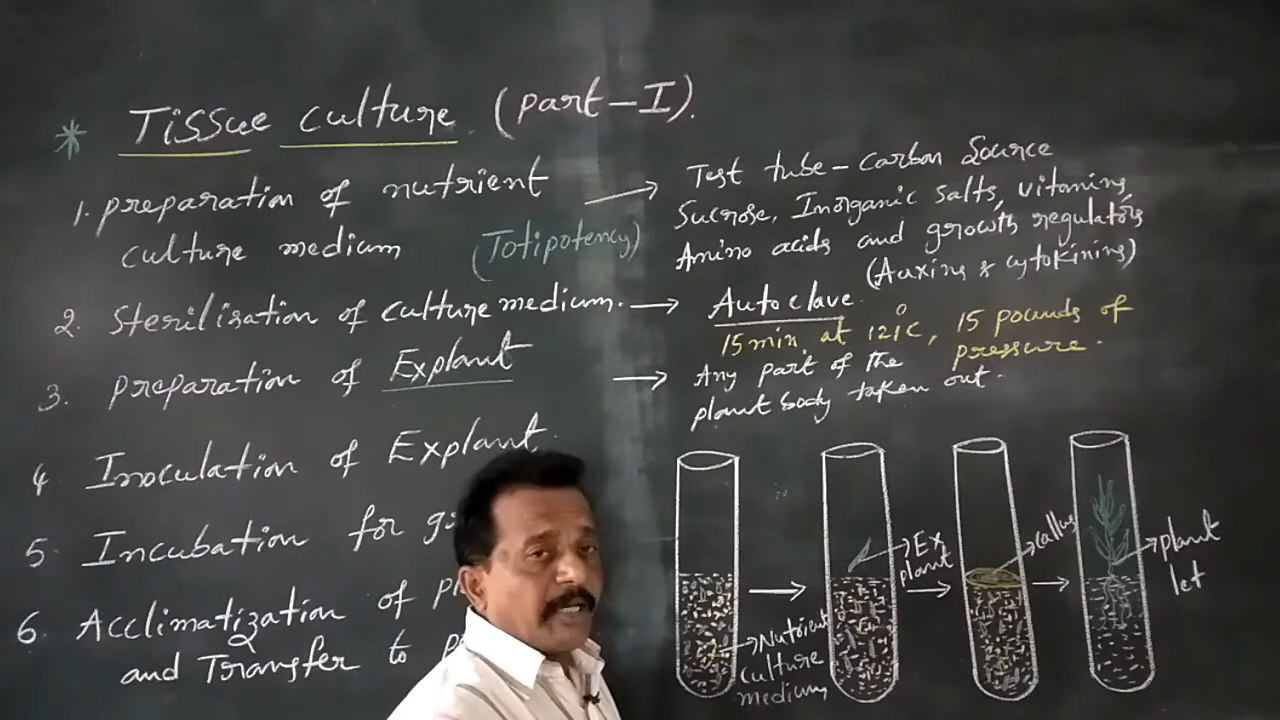 * Tissue culture (part-I).
1. preparation of nutrient
culture medium (Totipotency)
Test tube - Carbon Source
Sucrose, Inorganic salts, vitamins,
Amino acids and growth regulators
(Auxins & cytokinins)
2. Sterilization of culture medium.
Autoclave.
15 min, at 121°C, 15 pounds of
pressure.
3. preparation of Explant
Any part of the
plant body taken out.
4 Inoculation of Explant.
5. Incubation for
6. Acclimatization of
and Transfer to
Nutrient
culture
medium,
Ex
plant
callus
plant
let